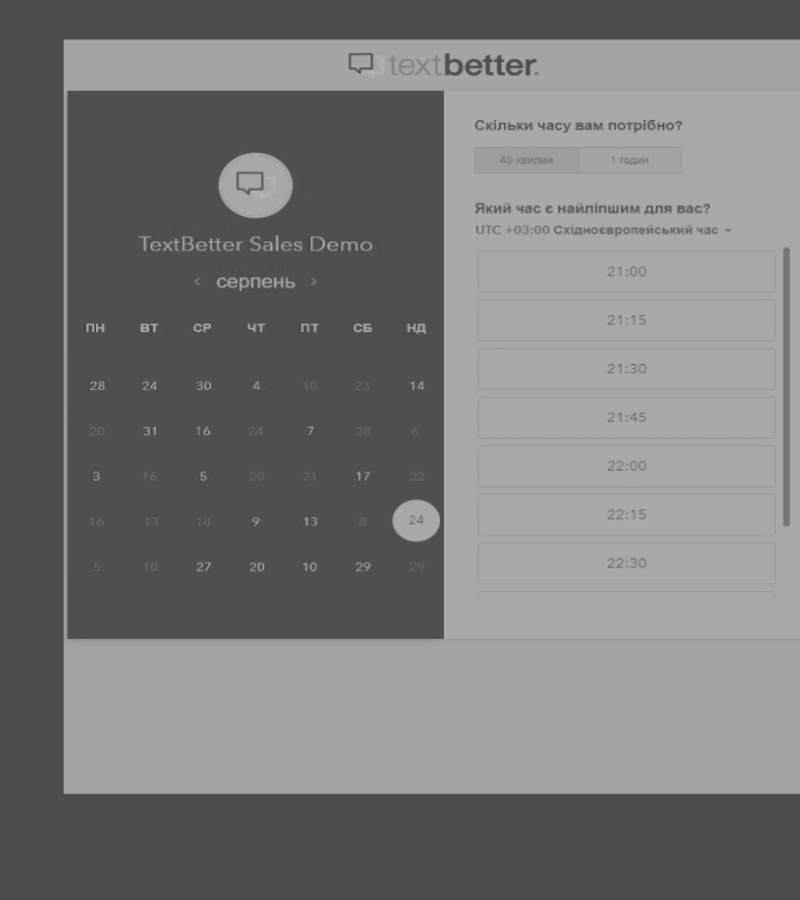 textbetter.
TextBetter Sales Demo
‹ серпень ›
ПН ВТ СР ЧТ ПТ СБ НД
28 24 30 4 10 23 14
20 31 16 24 7 28 6
3 16 5 20 21 17 22
16 13 18 9 13 8 24
5 10 27 20 10 29 29
Скільки часу вам потрібно?
40 хвилин 1 годин
Який час є найліпшим для вас?
UTC +03:00 Східноєвропейський час
21:00
21:15
21:30
21:45
22:00
22:15
22:30